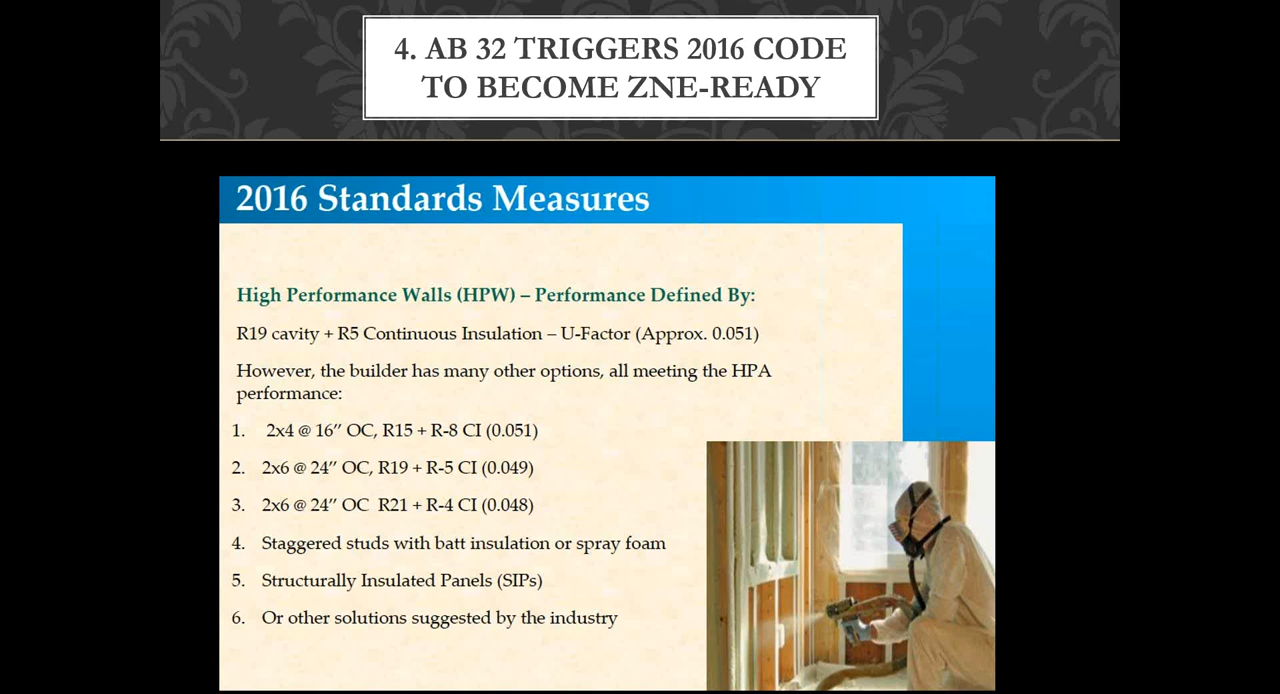 4. AB 32 TRIGGERS 2016 CODE
TO BECOME ZNE-READY
2016 Standards Measures
High Performance Walls (HPW) – Performance Defined By:
R19 cavity + R5 Continuous Insulation – U-Factor (Approx. 0.051)
However, the builder has many other options, all meeting the HPA
performance:
1. 2x4 @ 16″ OC, R15 + R-8 CI (0.051)
2. 2x6 @ 24″ OC, R19 + R-5 CI (0.049)
3. 2x6 @ 24″ OC R21 + R-4 CI (0.048)
4. Staggered studs with batt insulation or spray foam
5. Structurally Insulated Panels (SIPs)
6. Or other solutions suggested by the industry